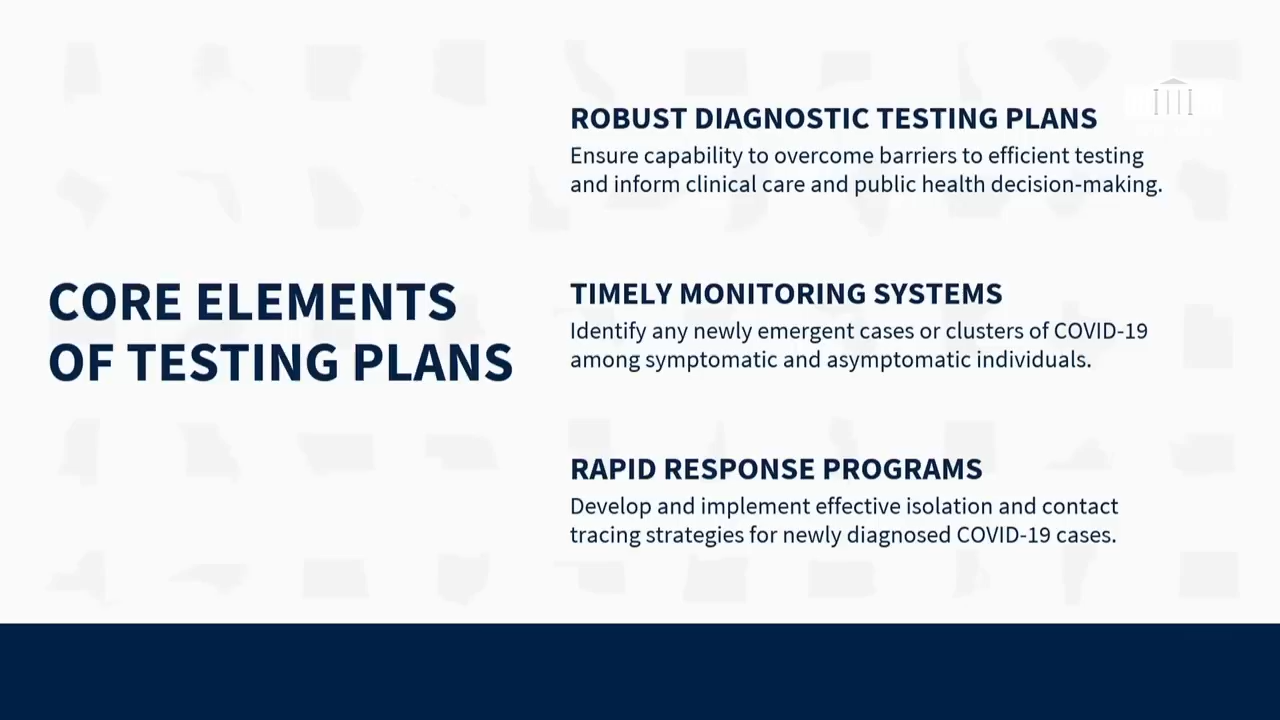 CORE ELEMENTS
OF TESTING PLANS
ROBUST DIAGNOSTIC TESTING PLANS
Ensure capability to overcome barriers to efficient testing
and inform clinical care and public health decision-making.
TIMELY MONITORING SYSTEMS
Identify any newly emergent cases or clusters of COVID-19
among symptomatic and asymptomatic individuals.
RAPID RESPONSE PROGRAMS
Develop and implement effective isolation and contact
tracing strategies for newly diagnosed COVID-19 cases.